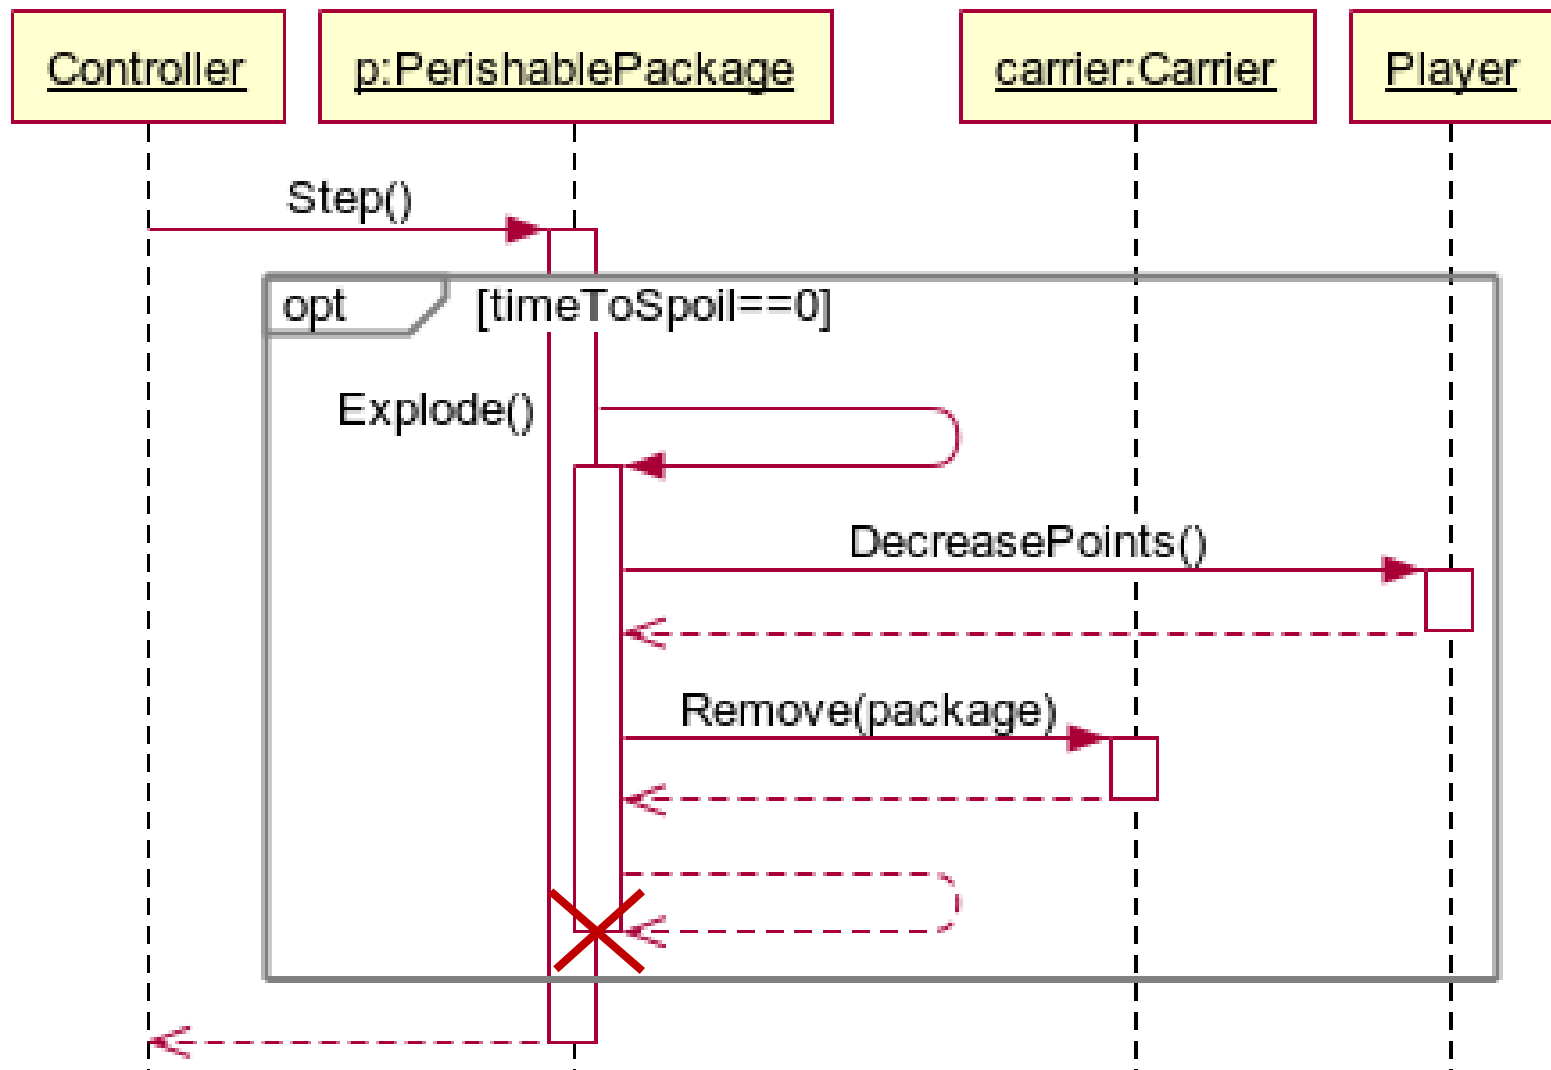 Controller
p:PerishablePackage
carrier:Carrier
Player
Step()
opt
[timeToSpoil==0]
Explode()
DecreasePoints()
Remove(package)